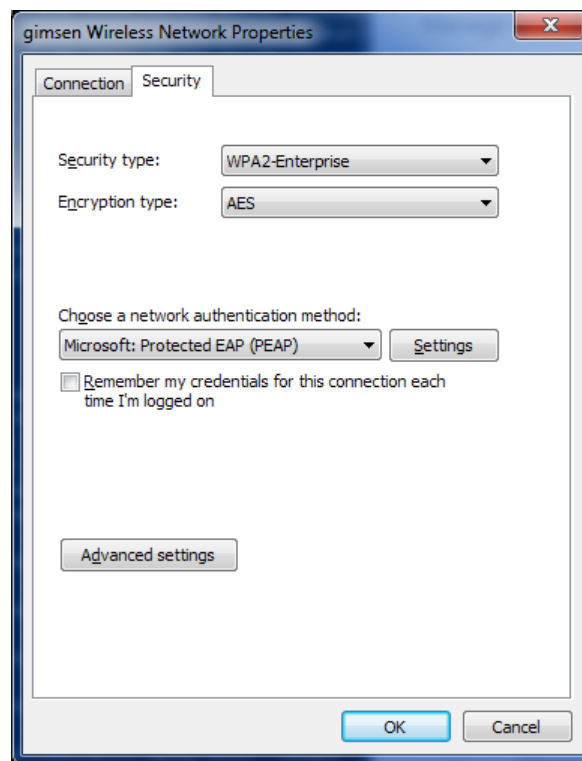 gimsen Wireless Network Properties
Connection Security
Security type: WPA2-Enterprise
Encryption type: AES
Choose a network authentication method:
Microsoft: Protected EAP (PEAP) Settings
Remember my credentials for this connection each
time I'm logged on
Advanced settings
OK Cancel